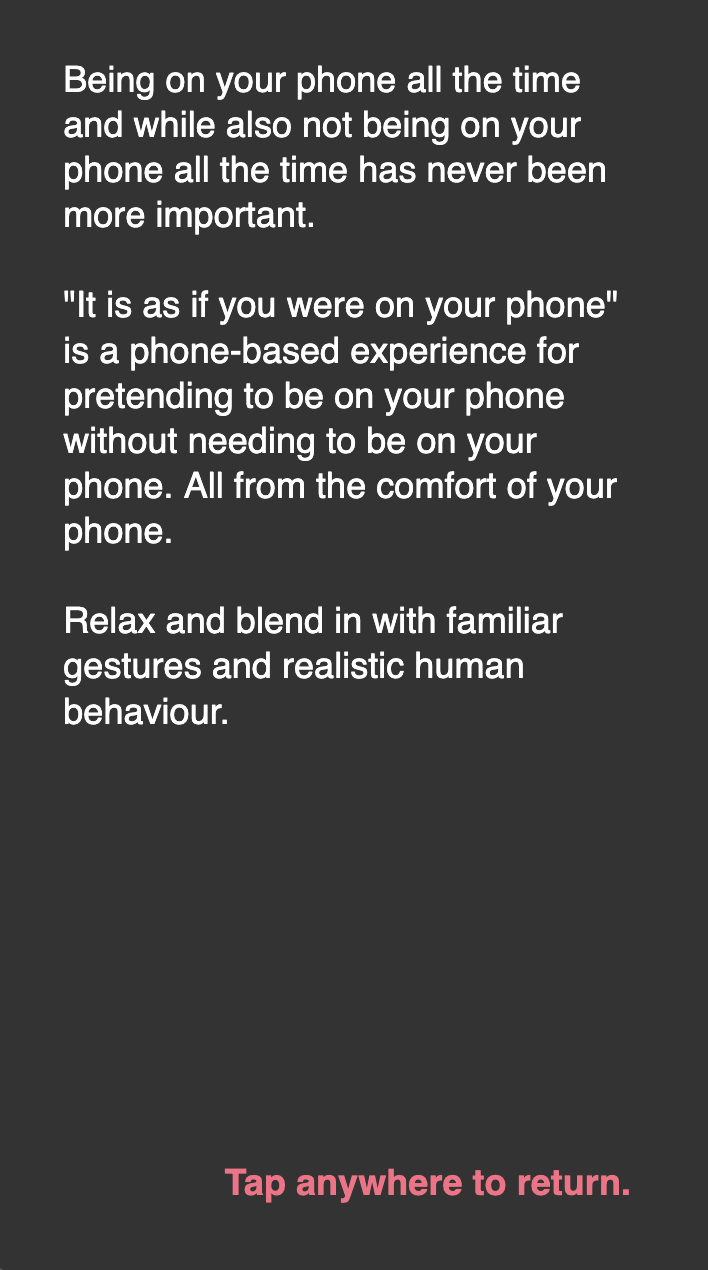 Being on your phone all the time
and while also not being on your
phone all the time has never been
more important.
"It is as if you were on your phone"
is a phone-based experience for
pretending to be on your phone
without needing to be on your
phone. All from the comfort of your
phone.
Relax and blend in with familiar
gestures and realistic human
behaviour.
Tap anywhere to return.